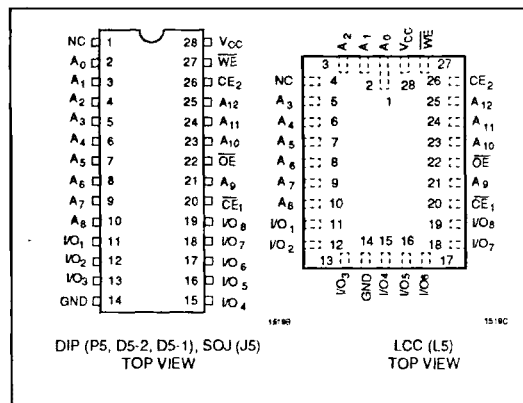 NC 1 28 VCC
A0 2 27 WE
A1 3 26 CE2
A2 4 25 A12
A3 5 24 A11
A4 6 23 A10
A5 7 22 OE
A6 8 21 A9
A7 9 20 CE1
A8 10 19 I/O8
I/O1 11 18 I/O7
I/O2 12 17 I/O6
I/O3 13 16 I/O5
GND 14 15 I/O4
1519B
DIP (P5, D5-2, D5-1), SOJ (J5)
TOP VIEW
A2 A1 A0 VCC WE
3 2 1 28 27
NC 4 26 CE2
A3 5 25 A12
A4 6 24 A11
A5 7 23 A10
A6 8 22 OE
A7 9 21 A9
A8 10 20 CE1
I/O1 11 19 I/O8
I/O2 12 18 I/O7
13 14 15 16 17
I/O3 GND I/O4 I/O5 I/O6
1519C
LCC (L5)
TOP VIEW